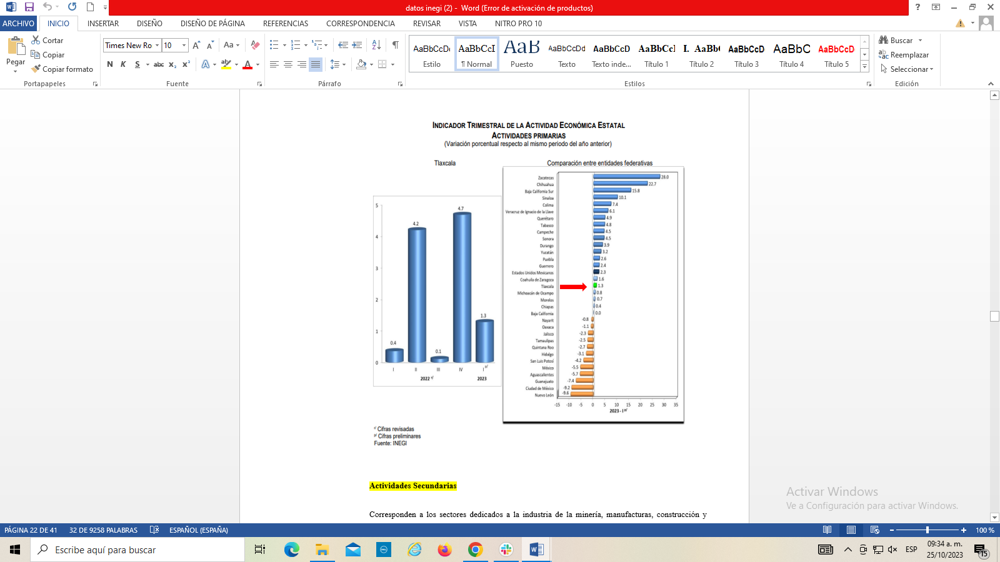 datos inegi (2) - Word (Error de activación de productos)
ARCHIVO INICIO INSERTAR DISEÑO DISEÑO DE PÁGINA REFERENCIAS CORRESPONDENCIA REVISAR VISTA NITRO PRO 10
Pegar
Cortar
Copiar
Copiar formato
Portapapeles
Times New Ro 10
N K S abc x₂ x²
Fuente
Párrafo
AaBbCcDc AaBbCcI AaB AaBbCcDd AaBbCcD AaBbCcI I. AaBb AaBbCcD AaBbC AaBbCcD
Estilo ¶ Normal Puesto Texto Texto inde... Título 1 Título 2 Título 3 Título 4 Título 5
Estilos
Buscar
Reemplazar
Seleccionar
Edición
INDICADOR TRIMESTRAL DE LA ACTIVIDAD ECONÓMICA ESTATAL
ACTIVIDADES PRIMARIAS
(Variación porcentual respecto al mismo periodo del año anterior)
Tlaxcala
5
4
3
2
1
0
0.4 4.2 0.1 4.7 1.3
I II III IV I p/
2022 r/ 2023
Comparación entre entidades federativas
Zacatecas 28.0
Chihuahua 22.7
Baja California Sur 15.8
Sinaloa 10.1
Colima 7.4
Veracruz de Ignacio de la Llave 6.1
Querétaro 4.9
Tabasco 4.8
Campeche 4.5
Sonora 4.5
Durango 3.9
Yucatán 3.2
Puebla 2.6
Guerrero 2.4
Estados Unidos Mexicanos 2.3
Coahuila de Zaragoza 1.6
Tlaxcala 1.3
Michoacán de Ocampo 0.8
Morelos 0.7
Chiapas 0.4
Baja California 0.0
Nayarit -0.8
Oaxaca -1.1
Jalisco -2.3
Tamaulipas -2.5
Quintana Roo -2.7
Hidalgo -3.1
San Luis Potosí -4.2
México -5.5
Aguascalientes -5.7
Guanajuato -7.4
Ciudad de México -9.2
Nuevo León -9.6
-15 -10 -5 0 5 10 15 20 25 30 35
2023 - I p/
r/ Cifras revisadas
p/ Cifras preliminares
Fuente: INEGI
Actividades Secundarias
Corresponden a los sectores dedicados a la industria de la minería, manufacturas, construcción y
Activar Windows
Ve a Configuración para activar Windows.
PÁGINA 22 DE 41 32 DE 9258 PALABRAS ESPAÑOL (ESPAÑA) 100 %
Escribe aquí para buscar
ESP
09:34 a. m.
25/10/2023
15